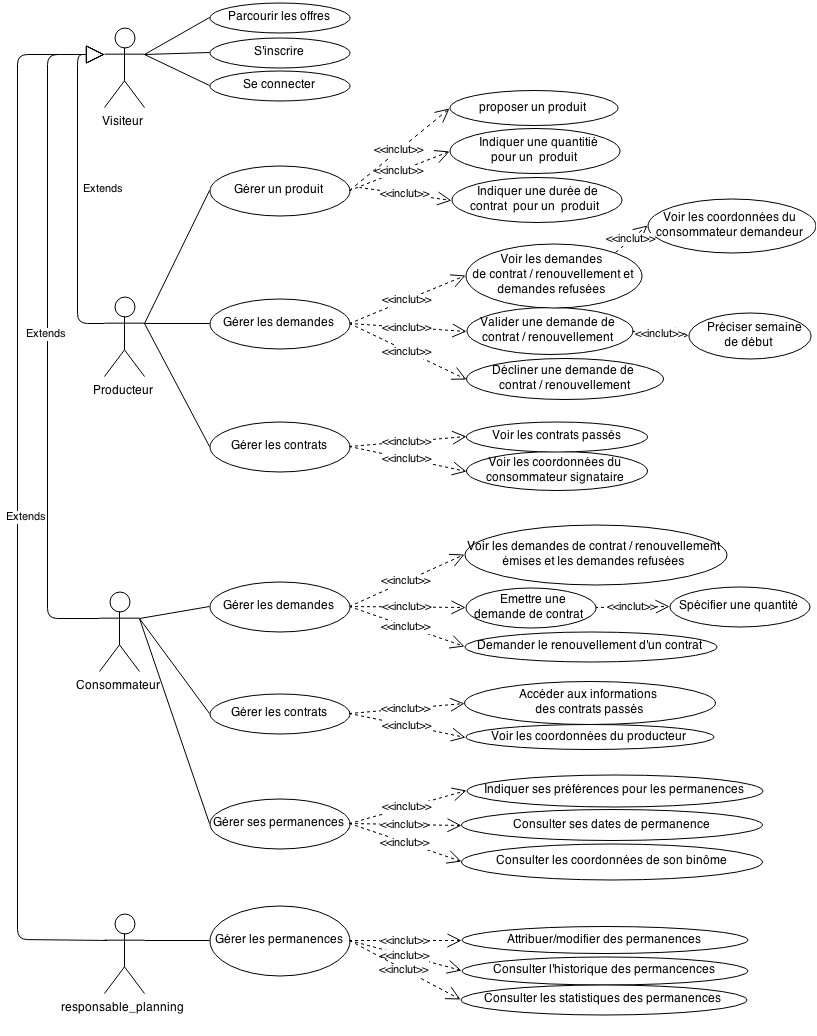 Parcourir les offres
S'inscrire
Se connecter
Visiteur
proposer un produit
<<inclut>>
Indiquer une quantitié
pour un produit
<<inclut>>
Gérer un produit
<<inclut>>
Indiquer une durée de
contrat pour un produit
Extends
Voir les coordonnées du
consommateur demandeur
<<inclut>>
Voir les demandes
de contrat / renouvellement et
demandes refusées
<<inclut>>
Gérer les demandes
<<inclut>>
Valider une demande de
contrat / renouvellement
<<inclut>>
Préciser semaine
de début
Extends
<<inclut>>
Décliner une demande de
contrat / renouvellement
Producteur
Gérer les contrats
<<inclut>>
Voir les contrats passés
<<inclut>>
Voir les coordonnées du
consommateur signataire
Extends
Voir les demandes de contrat / renouvellement
émises et les demandes refusées
<<inclut>>
Gérer les demandes
<<inclut>>
Emettre une
demande de contrat
<<inclut>>
Spécifier une quantité
<<inclut>>
Demander le renouvellement d'un contrat
Consommateur
Accéder aux informations
des contrats passés
<<inclut>>
Gérer les contrats
<<inclut>>
Voir les coordonnées du producteur
Indiquer ses préférences pour les permanences
<<inclut>>
Gérer ses permanences
<<inclut>>
Consulter ses dates de permanence
<<inclut>>
Consulter les coordonnées de son binôme
Gérer les permanences
<<inclut>>
Attribuer/modifier des permanences
<<inclut>>
Consulter l'historique des permancences
<<inclut>>
Consulter les statistiques des permanences
responsable_planning